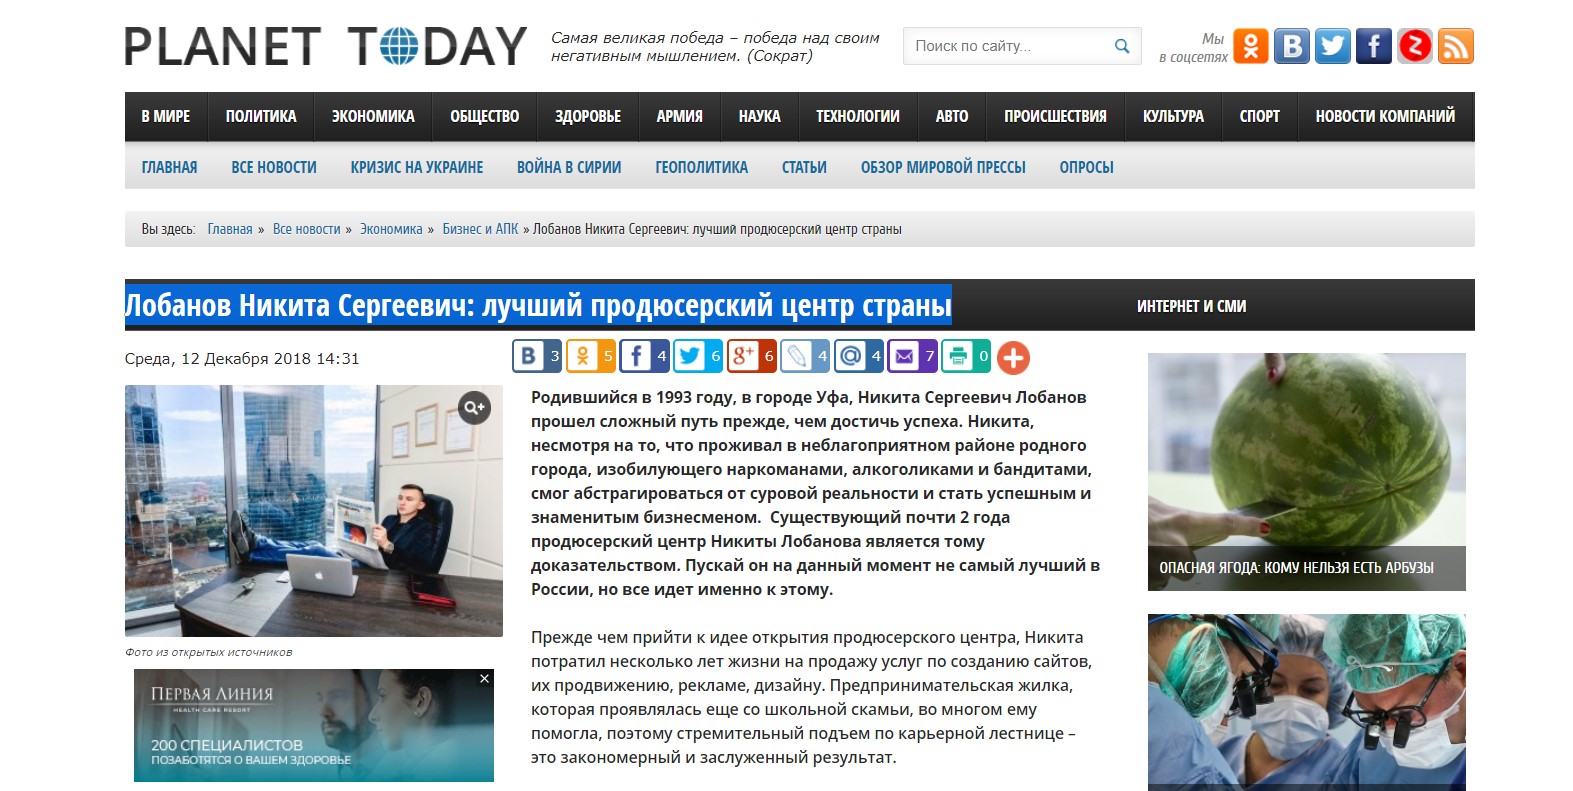 PLANET TODAY
Самая великая победа – победа над своим
негативным мышлением. (Сократ)
Поиск по сайту...
Мы
в соцсетях
В МИРЕ ПОЛИТИКА ЭКОНОМИКА ОБЩЕСТВО ЗДОРОВЬЕ АРМИЯ НАУКА ТЕХНОЛОГИИ АВТО ПРОИСШЕСТВИЯ КУЛЬТУРА СПОРТ НОВОСТИ КОМПАНИЙ
ГЛАВНАЯ ВСЕ НОВОСТИ КРИЗИС НА УКРАИНЕ ВОЙНА В СИРИИ ГЕОПОЛИТИКА СТАТЬИ ОБЗОР МИРОВОЙ ПРЕССЫ ОПРОСЫ
Вы здесь: Главная » Все новости » Экономика » Бизнес и АПК » Лобанов Никита Сергеевич: лучший продюсерский центр страны
Лобанов Никита Сергеевич: лучший продюсерский центр страны
Среда, 12 Декабря 2018 14:31
3 5 4 6 6 4 4 7 0
Родившийся в 1993 году, в городе Уфа, Никита Сергеевич Лобанов
прошел сложный путь прежде, чем достичь успеха. Никита,
несмотря на то, что проживал в неблагоприятном районе родного
города, изобилующего наркоманами, алкоголиками и бандитами,
смог абстрагироваться от суровой реальности и стать успешным и
знаменитым бизнесменом. Существующий почти 2 года
продюсерский центр Никиты Лобанова является тому
доказательством. Пускай он на данный момент не самый лучший в
России, но все идет именно к этому.
Прежде чем прийти к идее открытия продюсерского центра, Никита
потратил несколько лет жизни на продажу услуг по созданию сайтов,
их продвижению, рекламе, дизайну. Предпринимательская жилка,
которая проявлялась еще со школьной скамьи, во многом ему
помогла, поэтому стремительный подъем по карьерной лестнице –
это закономерный и заслуженный результат.
Фото из открытых источников
ПЕРВАЯ ЛИНИЯ
HEALTH CARE RESORT
200 СПЕЦИАЛИСТОВ
ПОЗАБОТЯТСЯ О ВАШЕМ ЗДОРОВЬЕ
ИНТЕРНЕТ И СМИ
ОПАСНАЯ ЯГОДА: КОМУ НЕЛЬЗЯ ЕСТЬ АРБУЗЫ